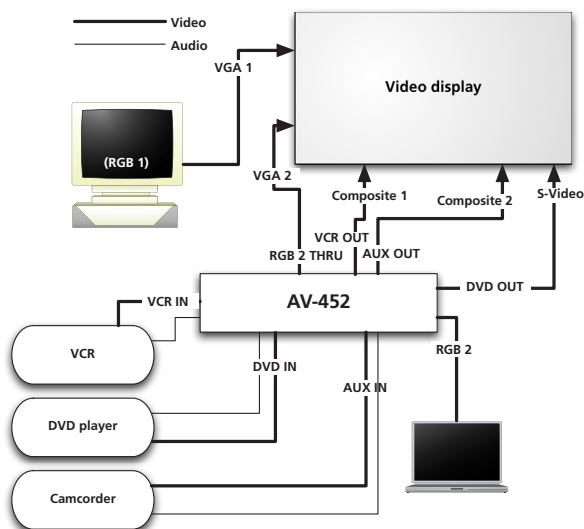 Video
Audio
VGA 1
Video display
(RGB 1)
VGA 2
Composite 1
Composite 2
S-Video
VCR OUT
AUX OUT
RGB 2 THRU
DVD OUT
AV-452
VCR IN
VCR
RGB 2
DVD IN
AUX IN
DVD player
Camcorder